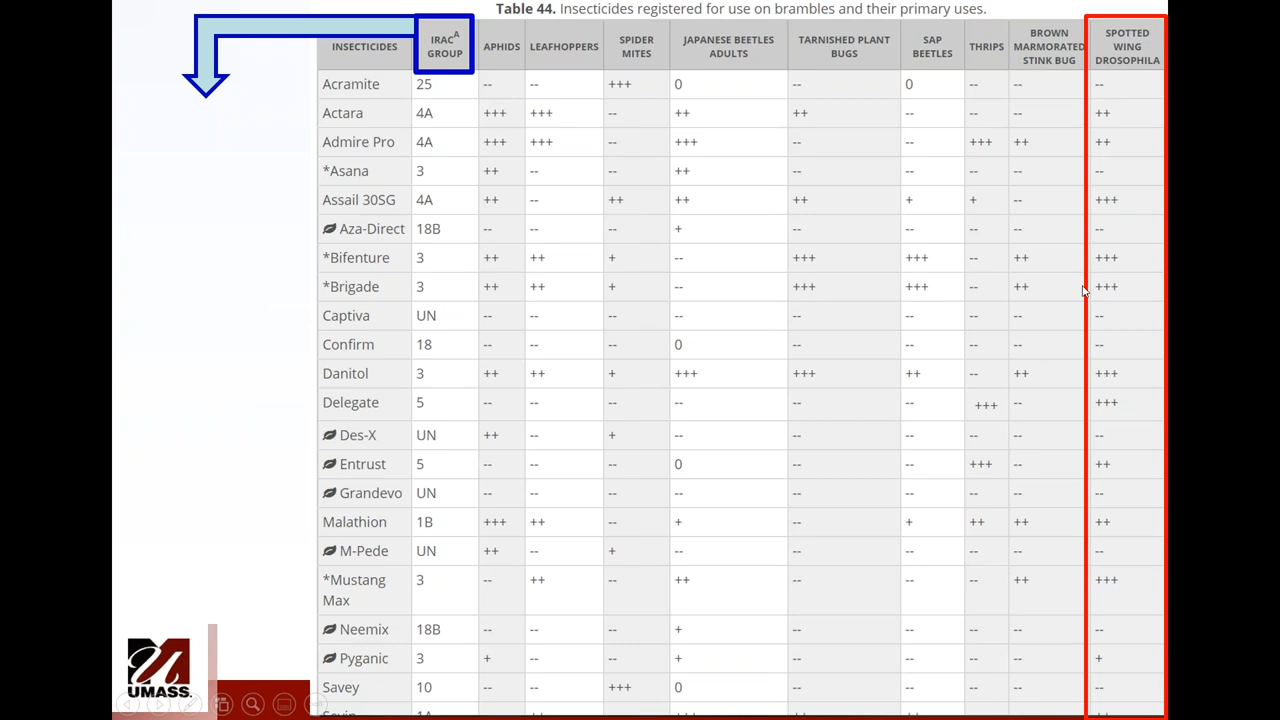 Table 44. Insecticides registered for use on brambles and their primary uses.
INSECTICIDES IRACA GROUP APHIDS LEAFHOPPERS SPIDER MITES JAPANESE BEETLES ADULTS TARNISHED PLANT BUGS SAP BEETLES THRIPS BROWN MARMORATED STINK BUG SPOTTED WING DROSOPHILA
Acramite 25 -- -- +++ 0 -- 0 -- -- --
Actara 4A +++ +++ -- ++ ++ -- -- -- ++
Admire Pro 4A +++ +++ -- +++ -- -- +++ ++ ++
*Asana 3 ++ -- -- ++ -- -- -- -- --
Assail 30SG 4A ++ -- ++ ++ ++ + + -- +++
Aza-Direct 18B -- -- -- + -- -- -- -- --
*Bifenture 3 ++ ++ + -- +++ +++ -- ++ +++
*Brigade 3 ++ ++ + -- +++ +++ -- ++ +++
Captiva UN -- -- -- -- -- -- -- -- --
Confirm 18 -- -- -- 0 -- -- -- -- --
Danitol 3 ++ ++ + +++ +++ ++ -- ++ +++
Delegate 5 -- -- -- -- -- -- +++ -- +++
Des-X UN ++ -- + -- -- -- -- -- --
Entrust 5 -- -- -- 0 -- -- +++ -- ++
Grandevo UN -- -- -- -- -- -- -- -- --
Malathion 1B +++ ++ -- + -- + ++ ++ ++
M-Pede UN ++ -- + -- -- -- -- -- --
*Mustang Max 3 -- ++ -- ++ -- -- -- ++ +++
Neemix 18B -- -- -- + -- -- -- -- --
Pyganic 3 + -- -- + -- -- -- -- +
Savey 10 -- -- +++ 0 -- -- -- -- --
UMASS.